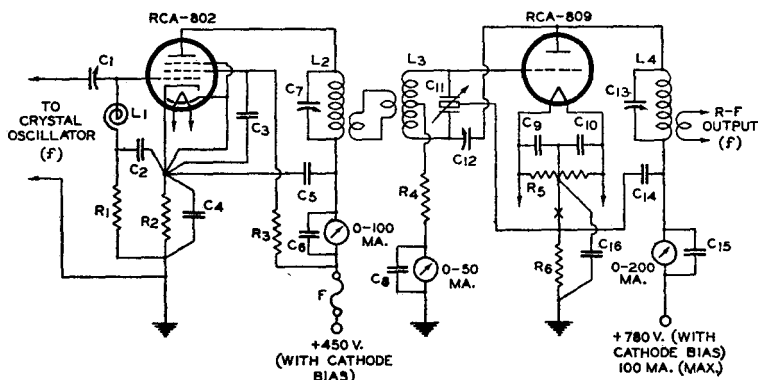 RCA-802
RCA-809
C1
L1
C2
R1
R2
C4
C3
C5
R3
C6
0-100
MA.
F
+450 V.
(WITH CATHODE
BIAS)
TO
CRYSTAL
OSCILLATOR
(f)
L2
C7
L3
C11
C12
R4
C8
0-50
MA.
C9
C10
R5
R6
C16
C14
L4
C13
R-F
OUTPUT
(f)
0-200
MA.
C15
+780 V. (WITH
CATHODE BIAS)
100 MA. (MAX.)